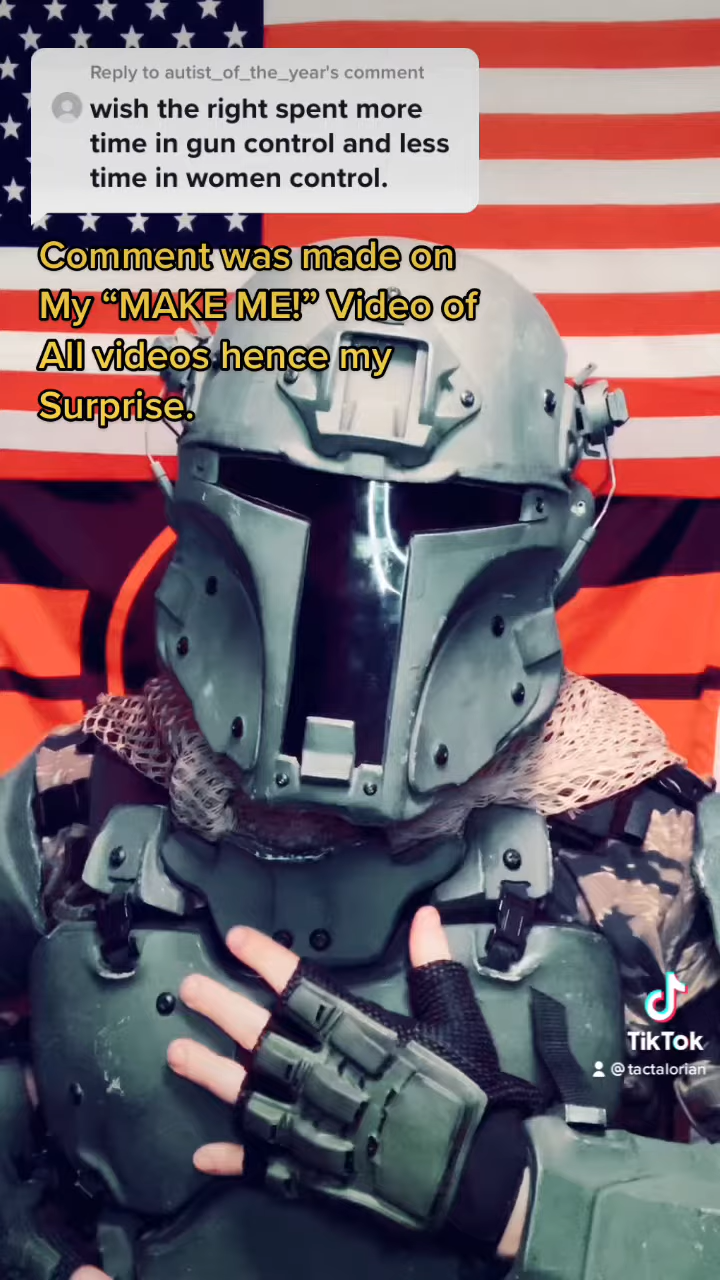 Reply to autist_of_the_year's comment
wish the right spent more
time in gun control and less
time in women control.
Comment was made on
My “MAKE ME!” Video of
All videos hence my
Surprise.
TikTok
@tactalorian